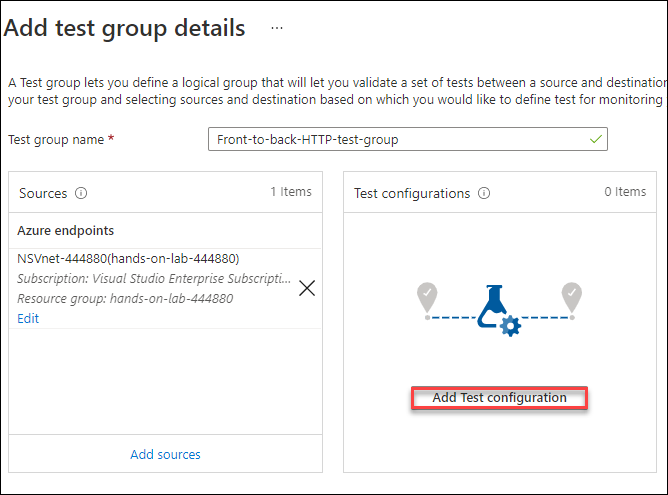 Add test group details ...
A Test group lets you define a logical group that will let you validate a set of tests between a source and destination
your test group and selecting sources and destination based on which you would like to define test for monitoring
Test group name * Front-to-back-HTTP-test-group
Sources 1 Items
Azure endpoints
NSVnet-444880(hands-on-lab-444880)
Subscription: Visual Studio Enterprise Subscripti...
Resource group: hands-on-lab-444880
Edit
Add sources
Test configurations 0 Items
Add Test configuration